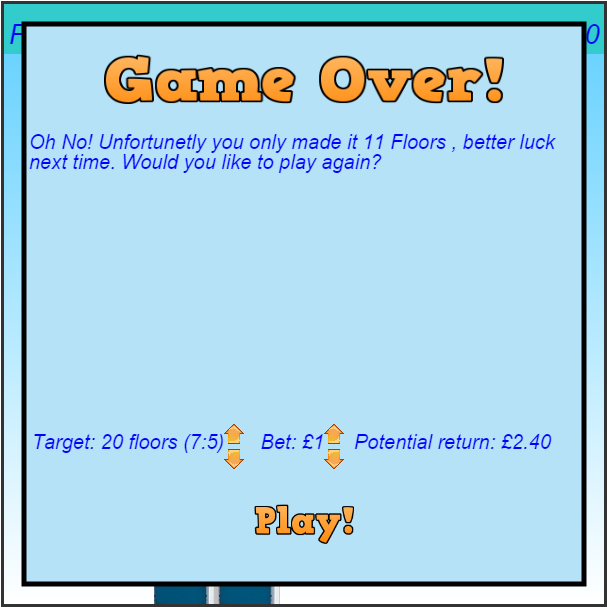 F 0
Game Over!
Oh No! Unfortunetly you only made it 11 Floors , better luck
next time. Would you like to play again?
Target: 20 floors (7:5) Bet: £1 Potential return: £2.40
Play!